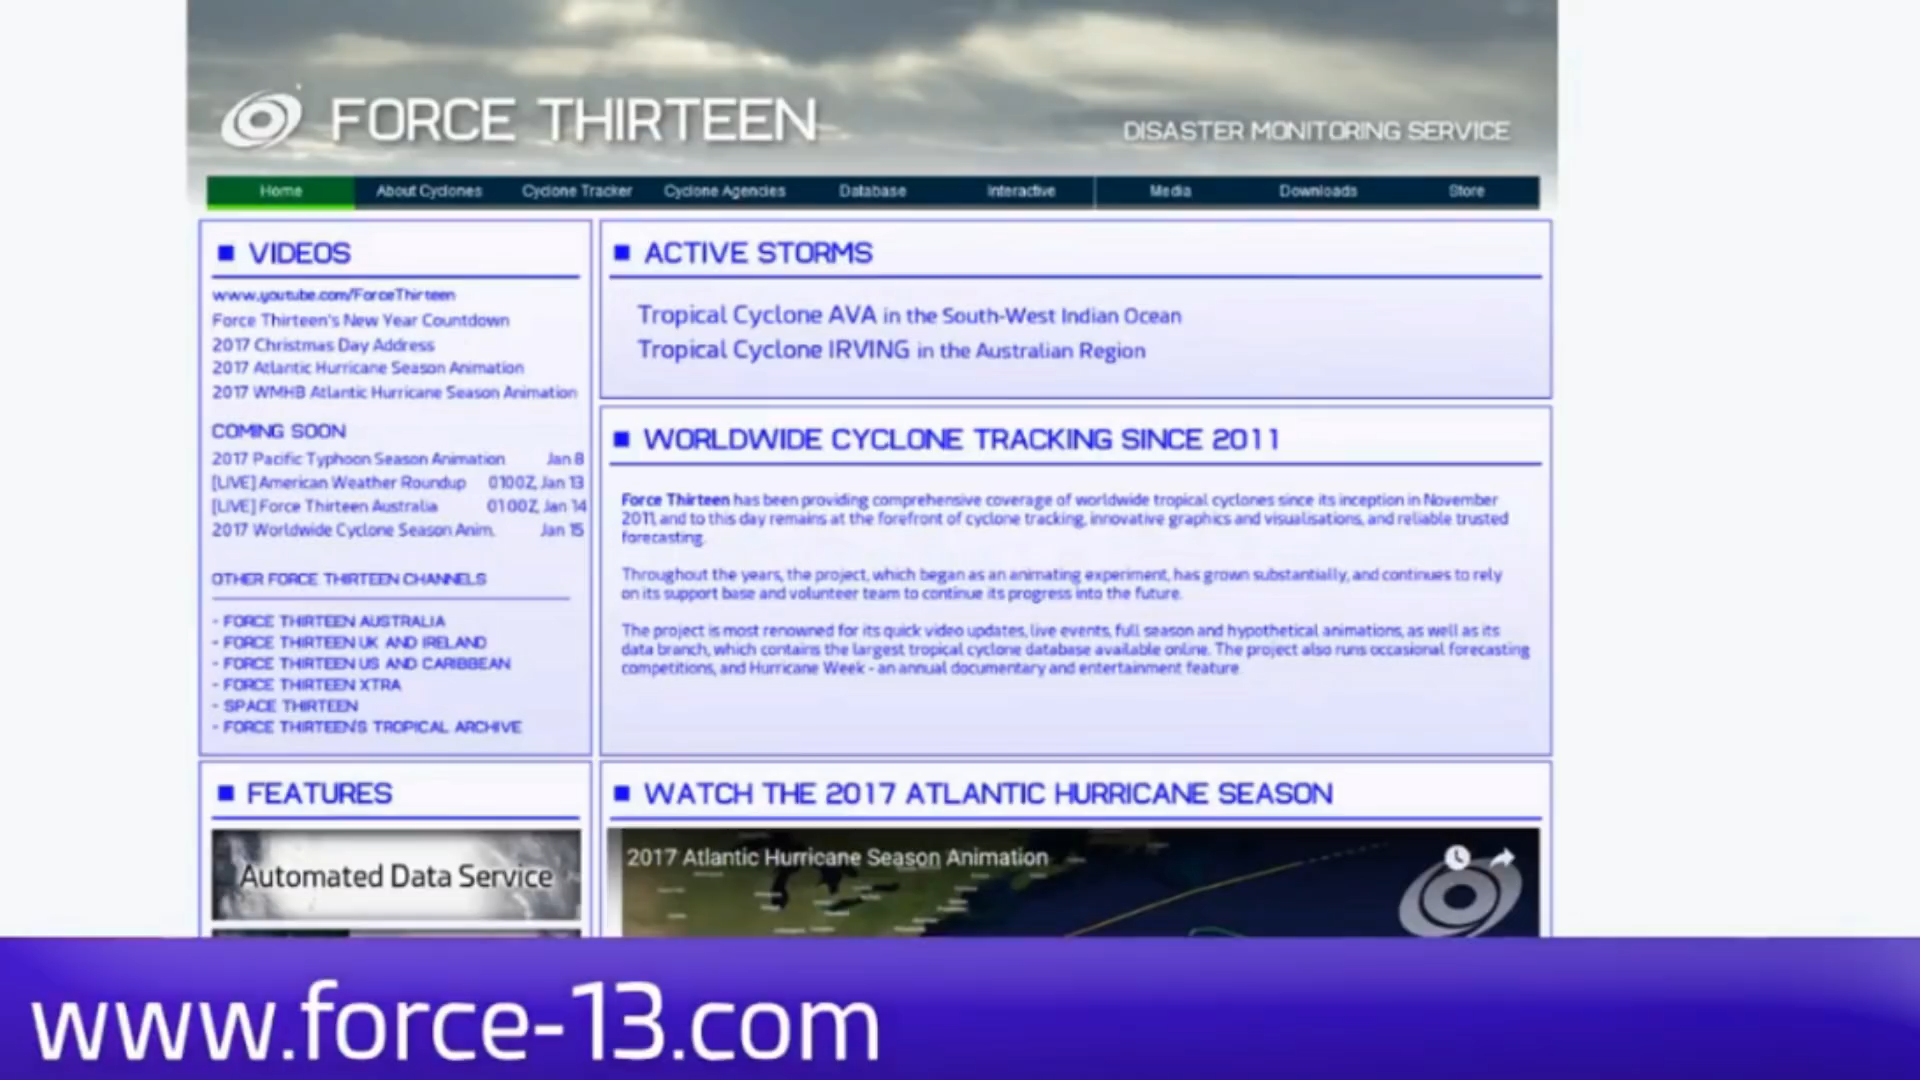 FORCE THIRTEEN
DISASTER MONITORING SERVICE
Home About Cyclones Cyclone Tracker Cyclone Agencies Database Interactive Media Downloads Store
VIDEOS
www.youtube.com/ForceThirteen
Force Thirteen's New Year Countdown
2017 Christmas Day Address
2017 Atlantic Hurricane Season Animation
2017 WMHB Atlantic Hurricane Season Animation
COMING SOON
2017 Pacific Typhoon Season Animation Jan 8
[LIVE] American Weather Roundup 0100Z, Jan 13
[LIVE] Force Thirteen Australia 0100Z, Jan 14
2017 Worldwide Cyclone Season Anim. Jan 15
OTHER FORCE THIRTEEN CHANNELS
- FORCE THIRTEEN AUSTRALIA
- FORCE THIRTEEN UK AND IRELAND
- FORCE THIRTEEN US AND CARIBBEAN
- FORCE THIRTEEN XTRA
- SPACE THIRTEEN
- FORCE THIRTEEN'S TROPICAL ARCHIVE
ACTIVE STORMS
Tropical Cyclone AVA in the South-West Indian Ocean
Tropical Cyclone IRVING in the Australian Region
WORLDWIDE CYCLONE TRACKING SINCE 2011
Force Thirteen has been providing comprehensive coverage of worldwide tropical cyclones since its inception in November
2011, and to this day remains at the forefront of cyclone tracking, innovative graphics and visualisations, and reliable trusted
forecasting.
Throughout the years, the project, which began as an animating experiment, has grown substantially, and continues to rely
on its support base and volunteer team to continue its progress into the future.
The project is most renowned for its quick video updates, live events, full season and hypothetical animations, as well as its
data branch, which contains the largest tropical cyclone database available online. The project also runs occasional forecasting
competitions, and Hurricane Week - an annual documentary and entertainment feature.
FEATURES
Automated Data Service
WATCH THE 2017 ATLANTIC HURRICANE SEASON
2017 Atlantic Hurricane Season Animation
www.force-13.com